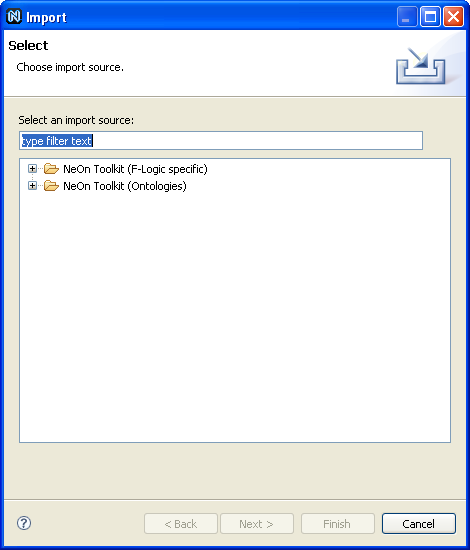 Import
Select
Choose import source.
Select an import source:
type filter text
NeOn Toolkit (F-Logic specific)
NeOn Toolkit (Ontologies)
< Back
Next >
Finish
Cancel